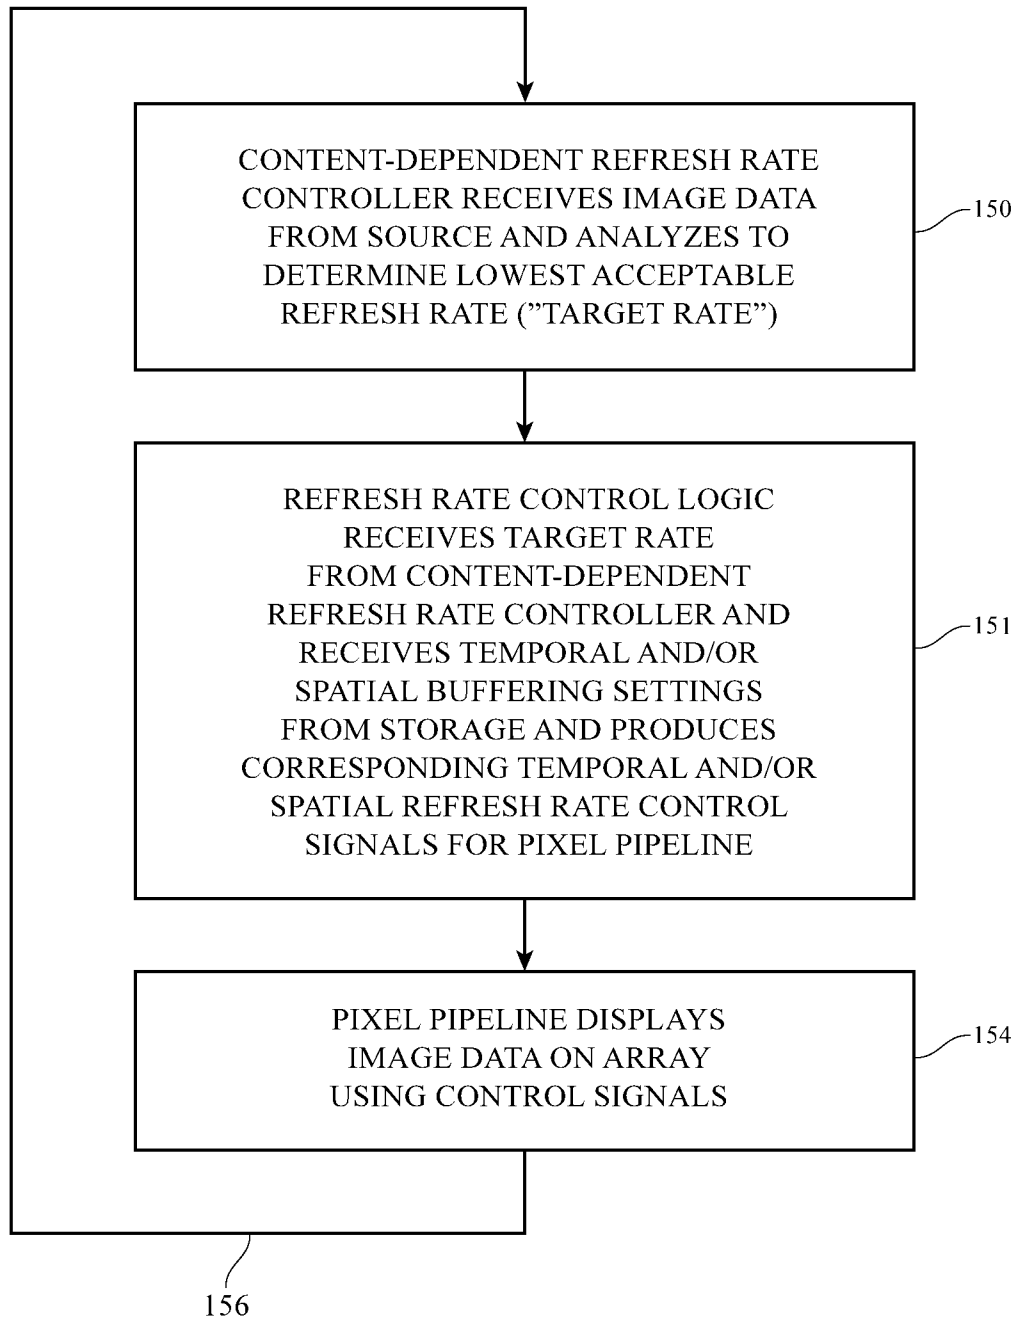 CONTENT-DEPENDENT REFRESH RATE
CONTROLLER RECEIVES IMAGE DATA
FROM SOURCE AND ANALYZES TO
DETERMINE LOWEST ACCEPTABLE
REFRESH RATE (”TARGET RATE”)
150
REFRESH RATE CONTROL LOGIC
RECEIVES TARGET RATE
FROM CONTENT-DEPENDENT
REFRESH RATE CONTROLLER AND
RECEIVES TEMPORAL AND/OR
SPATIAL BUFFERING SETTINGS
FROM STORAGE AND PRODUCES
CORRESPONDING TEMPORAL AND/OR
SPATIAL REFRESH RATE CONTROL
SIGNALS FOR PIXEL PIPELINE
151
PIXEL PIPELINE DISPLAYS
IMAGE DATA ON ARRAY
USING CONTROL SIGNALS
154
156